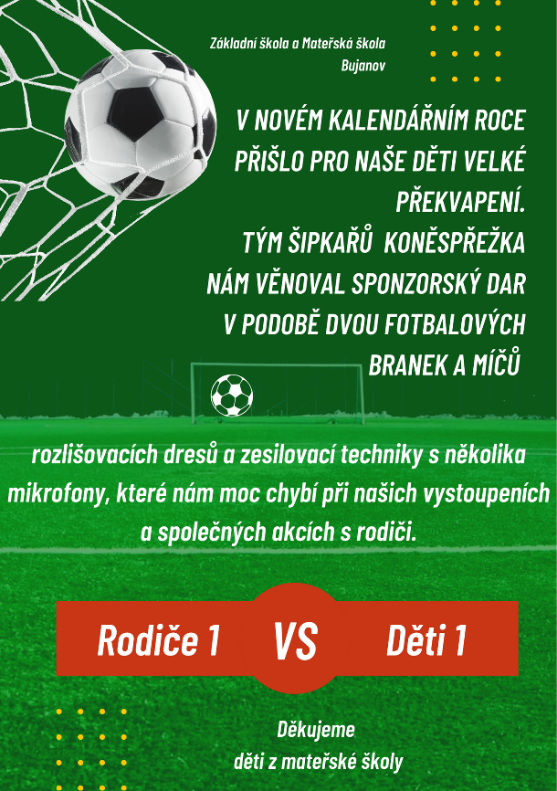 Základní škola a Mateřská škola
Bujanov
V NOVÉM KALENDÁŘNÍM ROCE
PŘIŠLO PRO NAŠE DĚTI VELKÉ
PŘEKVAPENÍ.
TÝM ŠIPKAŘŮ KONĚSPŘEŽKA
NÁM VĚNOVAL SPONZORSKÝ DAR
V PODOBĚ DVOU FOTBALOVÝCH
BRANEK A MÍČŮ
rozlišovacích dresů a zesilovací techniky s několika
mikrofony, které nám moc chybí při našich vystoupeních
a společných akcích s rodiči.
Rodiče 1 VS Děti 1
Děkujeme
děti z mateřské školy